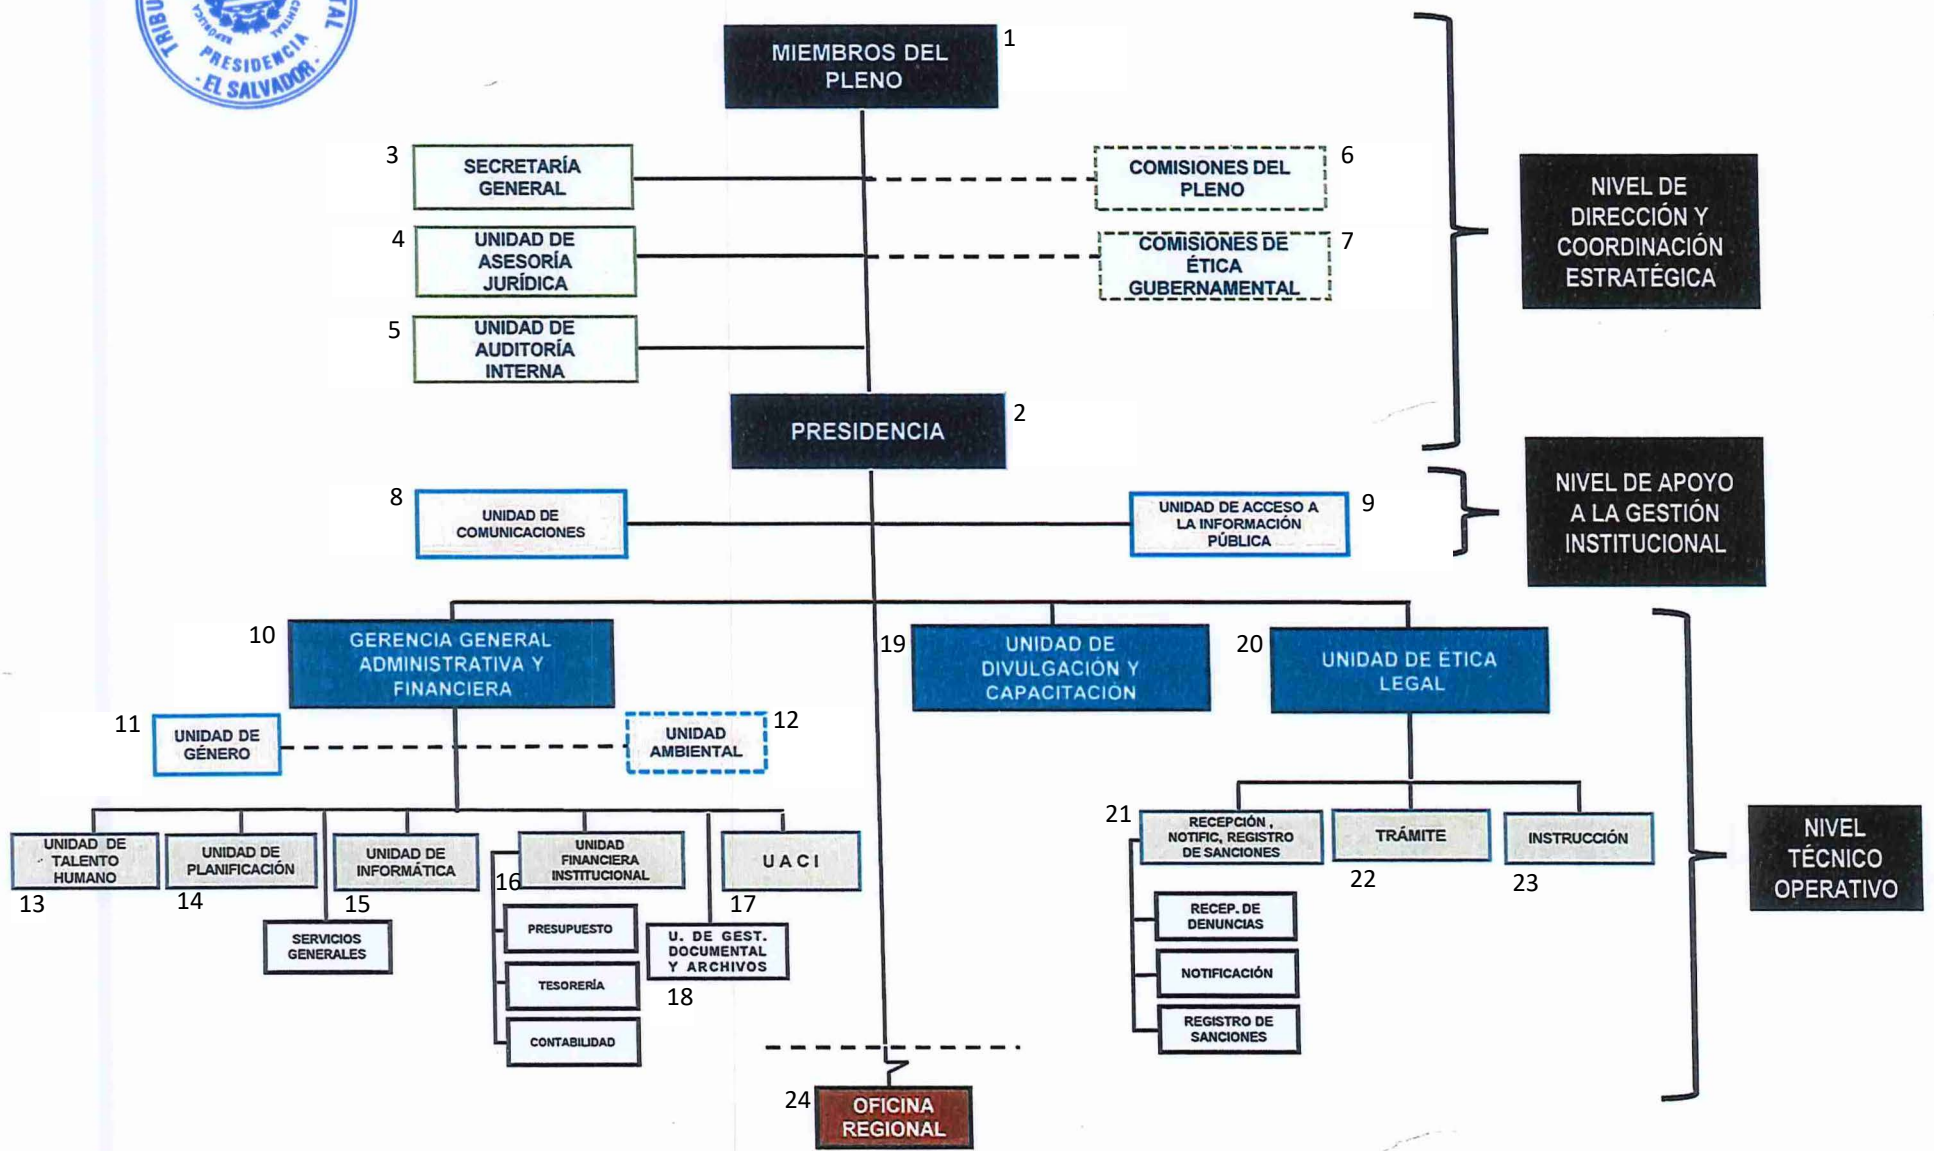 TRIBU
TAL
REPÚBLICA
CENTRAL
PRESIDENCIA
· EL SALVADOR ·
1
MIEMBROS DEL
PLENO
3
SECRETARÍA
GENERAL
6
COMISIONES DEL
PLENO
4
UNIDAD DE
ASESORÍA
JURÍDICA
7
COMISIONES DE
ÉTICA
GUBERNAMENTAL
5
UNIDAD DE
AUDITORÍA
INTERNA
NIVEL DE
DIRECCIÓN Y
COORDINACIÓN
ESTRATÉGICA
2
PRESIDENCIA
8
UNIDAD DE
COMUNICACIONES
9
UNIDAD DE ACCESO A
LA INFORMACIÓN
PÚBLICA
NIVEL DE APOYO
A LA GESTIÓN
INSTITUCIONAL
10
GERENCIA GENERAL
ADMINISTRATIVA Y
FINANCIERA
19
UNIDAD DE
DIVULGACIÓN Y
CAPACITACIÓN
20
UNIDAD DE ÉTICA
LEGAL
11
UNIDAD DE
GÉNERO
12
UNIDAD
AMBIENTAL
UNIDAD DE
TALENTO
HUMANO
13
UNIDAD DE
PLANIFICACIÓN
14
UNIDAD DE
INFORMÁTICA
15
UNIDAD
FINANCIERA
INSTITUCIONAL
16
U A C I
17
SERVICIOS
GENERALES
PRESUPUESTO
TESORERÍA
CONTABILIDAD
U. DE GEST.
DOCUMENTAL
Y ARCHIVOS
18
21
RECEPCIÓN ,
NOTIFIC, REGISTRO
DE SANCIONES
TRÁMITE
22
INSTRUCCIÓN
23
RECEP. DE
DENUNCIAS
NOTIFICACIÓN
REGISTRO DE
SANCIONES
NIVEL
TÉCNICO
OPERATIVO
24
OFICINA
REGIONAL